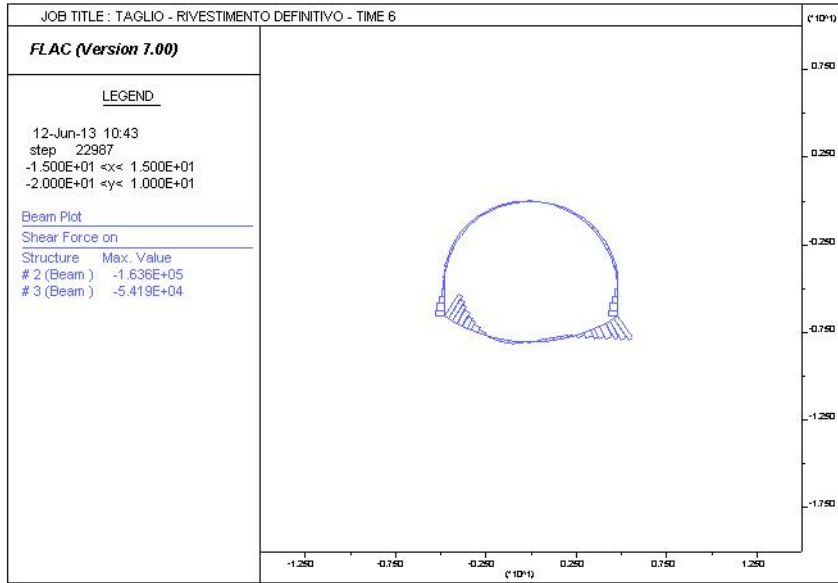 JOB TITLE : TAGLIO - RIVESTIMENTO DEFINITIVO - TIME 6
(*10^1)
FLAC (Version 7.00)
LEGEND
12-Jun-13 10:43
step 22987
-1.500E+01 <x< 1.500E+01
-2.000E+01 <y< 1.000E+01
Beam Plot
Shear Force on
Structure Max. Value
# 2 (Beam ) -1.636E+05
# 3 (Beam ) -5.419E+04
0.750
0.250
-0.250
-0.750
-1.250
-1.750
-1.250 -0.750 -0.250 0.250 0.750 1.250
(*10^1)